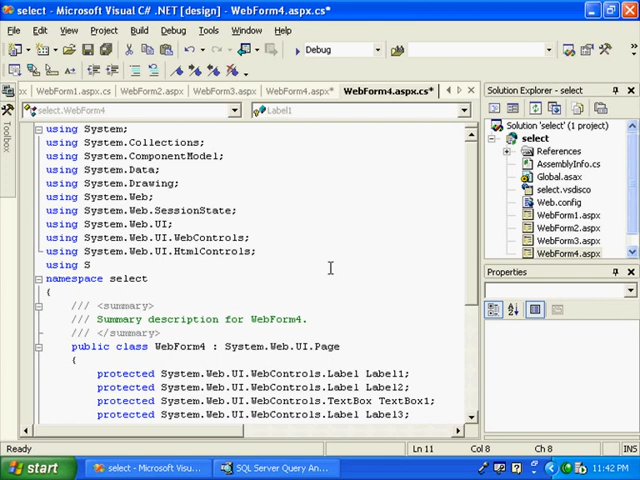 select - Microsoft Visual C# .NET [design] - WebForm4.aspx.cs*
File Edit View Project Build Debug Tools Window Help
Debug
WebForm1.aspx.cs WebForm2.aspx WebForm3.aspx WebForm4.aspx* WebForm4.aspx.cs*
select.WebForm4 Label1
Toolbox
using System;
using System.Collections;
using System.ComponentModel;
using System.Data;
using System.Drawing;
using System.Web;
using System.Web.SessionState;
using System.Web.UI;
using System.Web.UI.WebControls;
using System.Web.UI.HtmlControls;
using S
namespace select
{
/// <summary>
/// Summary description for WebForm4.
/// </summary>
public class WebForm4 : System.Web.UI.Page
{
protected System.Web.UI.WebControls.Label Label1;
protected System.Web.UI.WebControls.Label Label2;
protected System.Web.UI.WebControls.TextBox TextBox1;
protected System.Web.UI.WebControls.Label Label3;
Solution Explorer - select
Solution 'select' (1 project)
select
References
AssemblyInfo.cs
Global.asax
select.vsdisco
Web.config
WebForm1.aspx
WebForm2.aspx
WebForm3.aspx
WebForm4.aspx
Properties
Ready Ln 11 Col 8 Ch 8 INS
start select - Microsoft Visu... SQL Server Query An... 11:42 PM